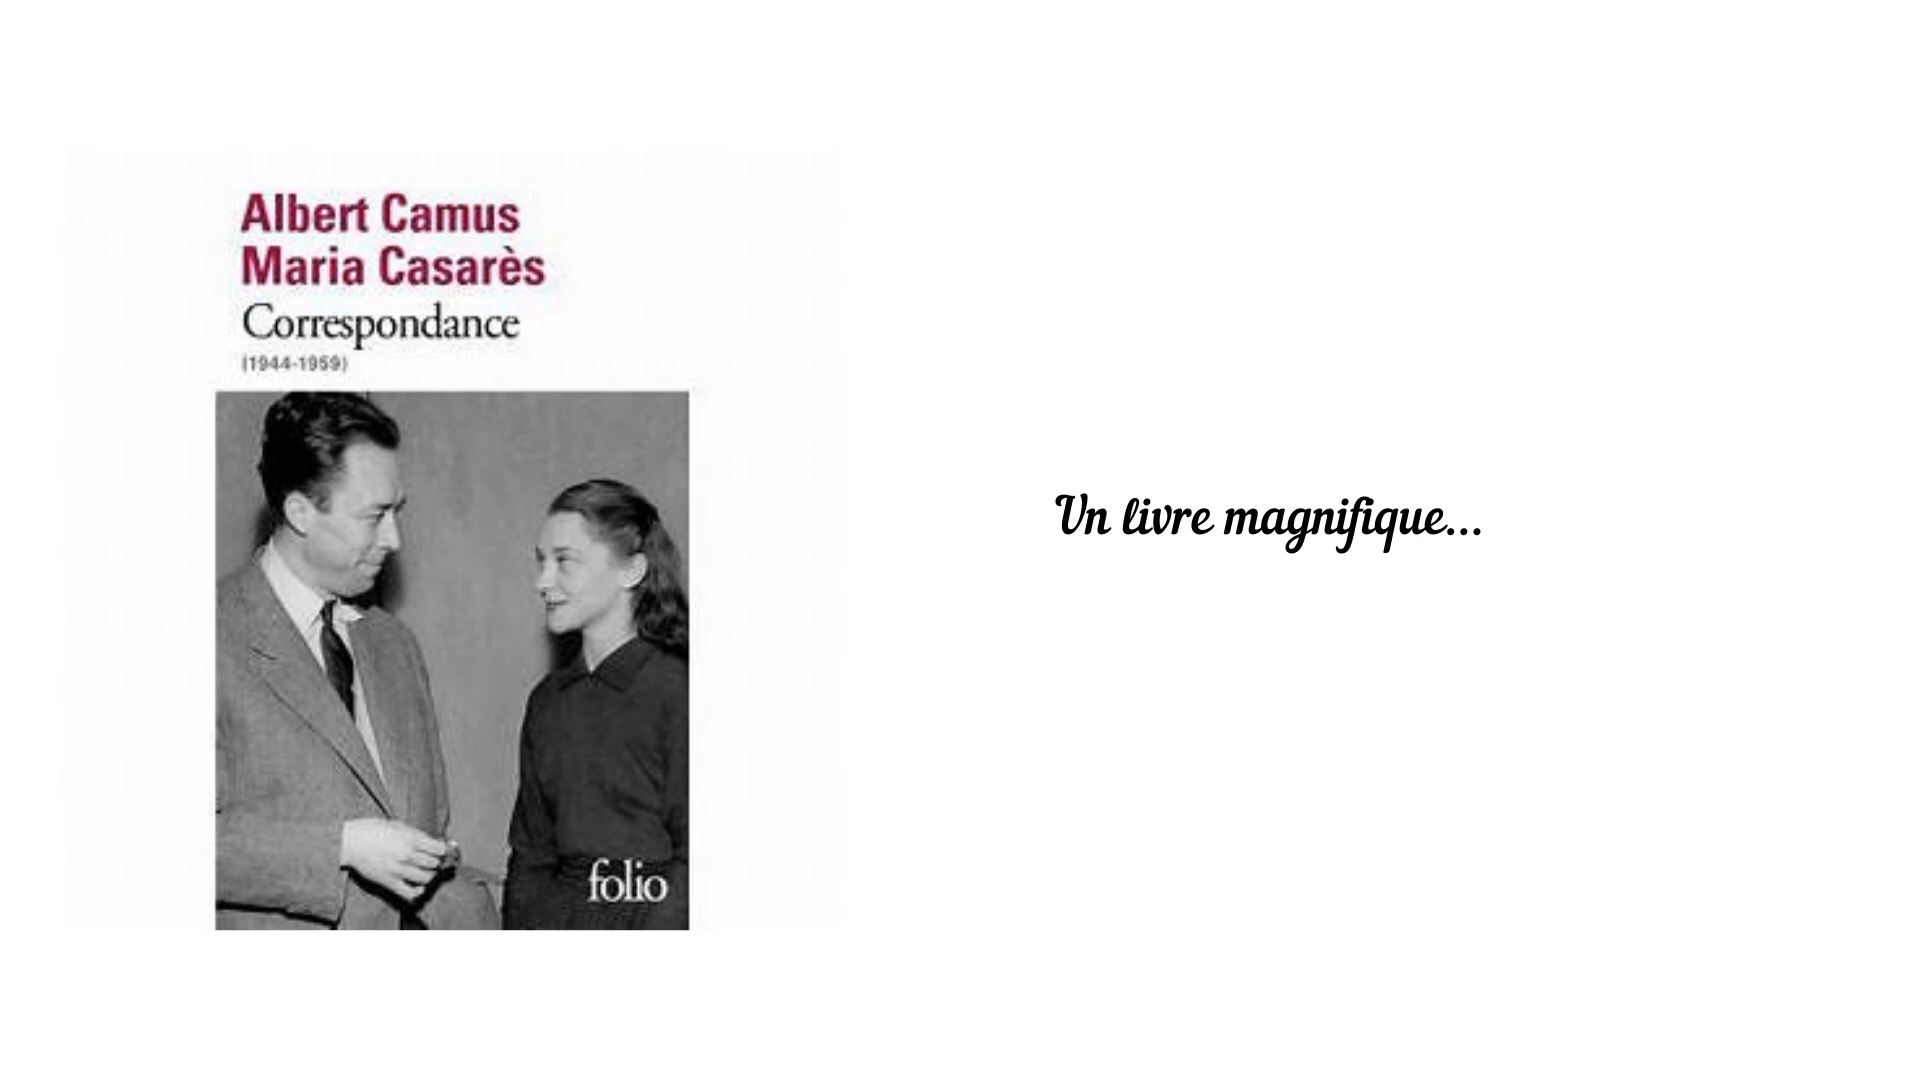 Albert Camus
Maria Casarès
Correspondance
(1944-1959)
folio
Un livre magnifique...